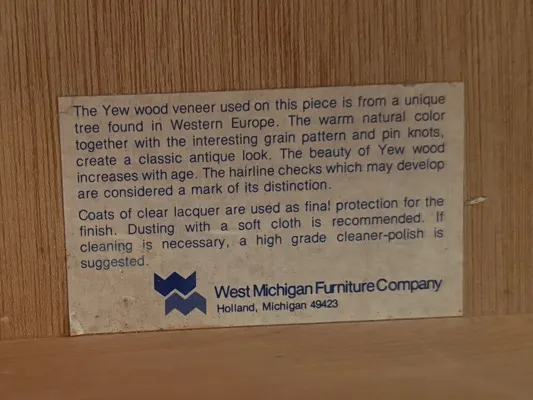 The Yew wood veneer used on this piece is from a unique
tree found in Western Europe. The warm natural color
together with the interesting grain pattern and pin knots,
create a classic antique look. The beauty of Yew wood
increases with age. The hairline checks which may develop
are considered a mark of its distinction.
Coats of clear lacquer are used as final protection for the
finish. Dusting with a soft cloth is recommended. If
cleaning is necessary, a high grade cleaner-polish is
suggested.
West Michigan Furniture Company
Holland, Michigan 49423